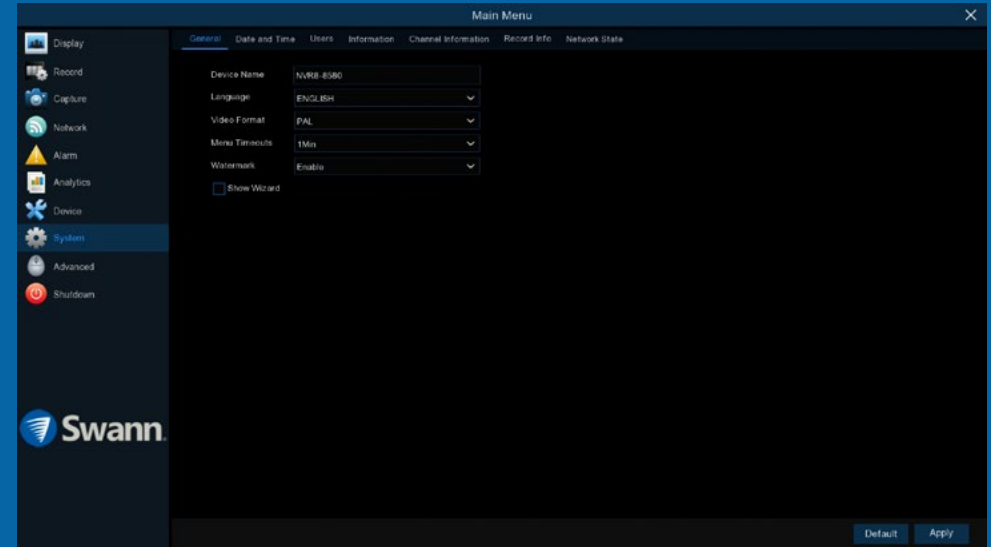 Main Menu
Display
General Date and Time Users Information Channel Information Record Info Network State
Record
Device Name NVR8-8580
Capture
Language ENGLISH
Network
Video Format PAL
Alarm
Menu Timeouts 1Min
Watermark Enable
Analytics
Show Wizard
Device
System
Advanced
Shutdown
Swann
Default Apply